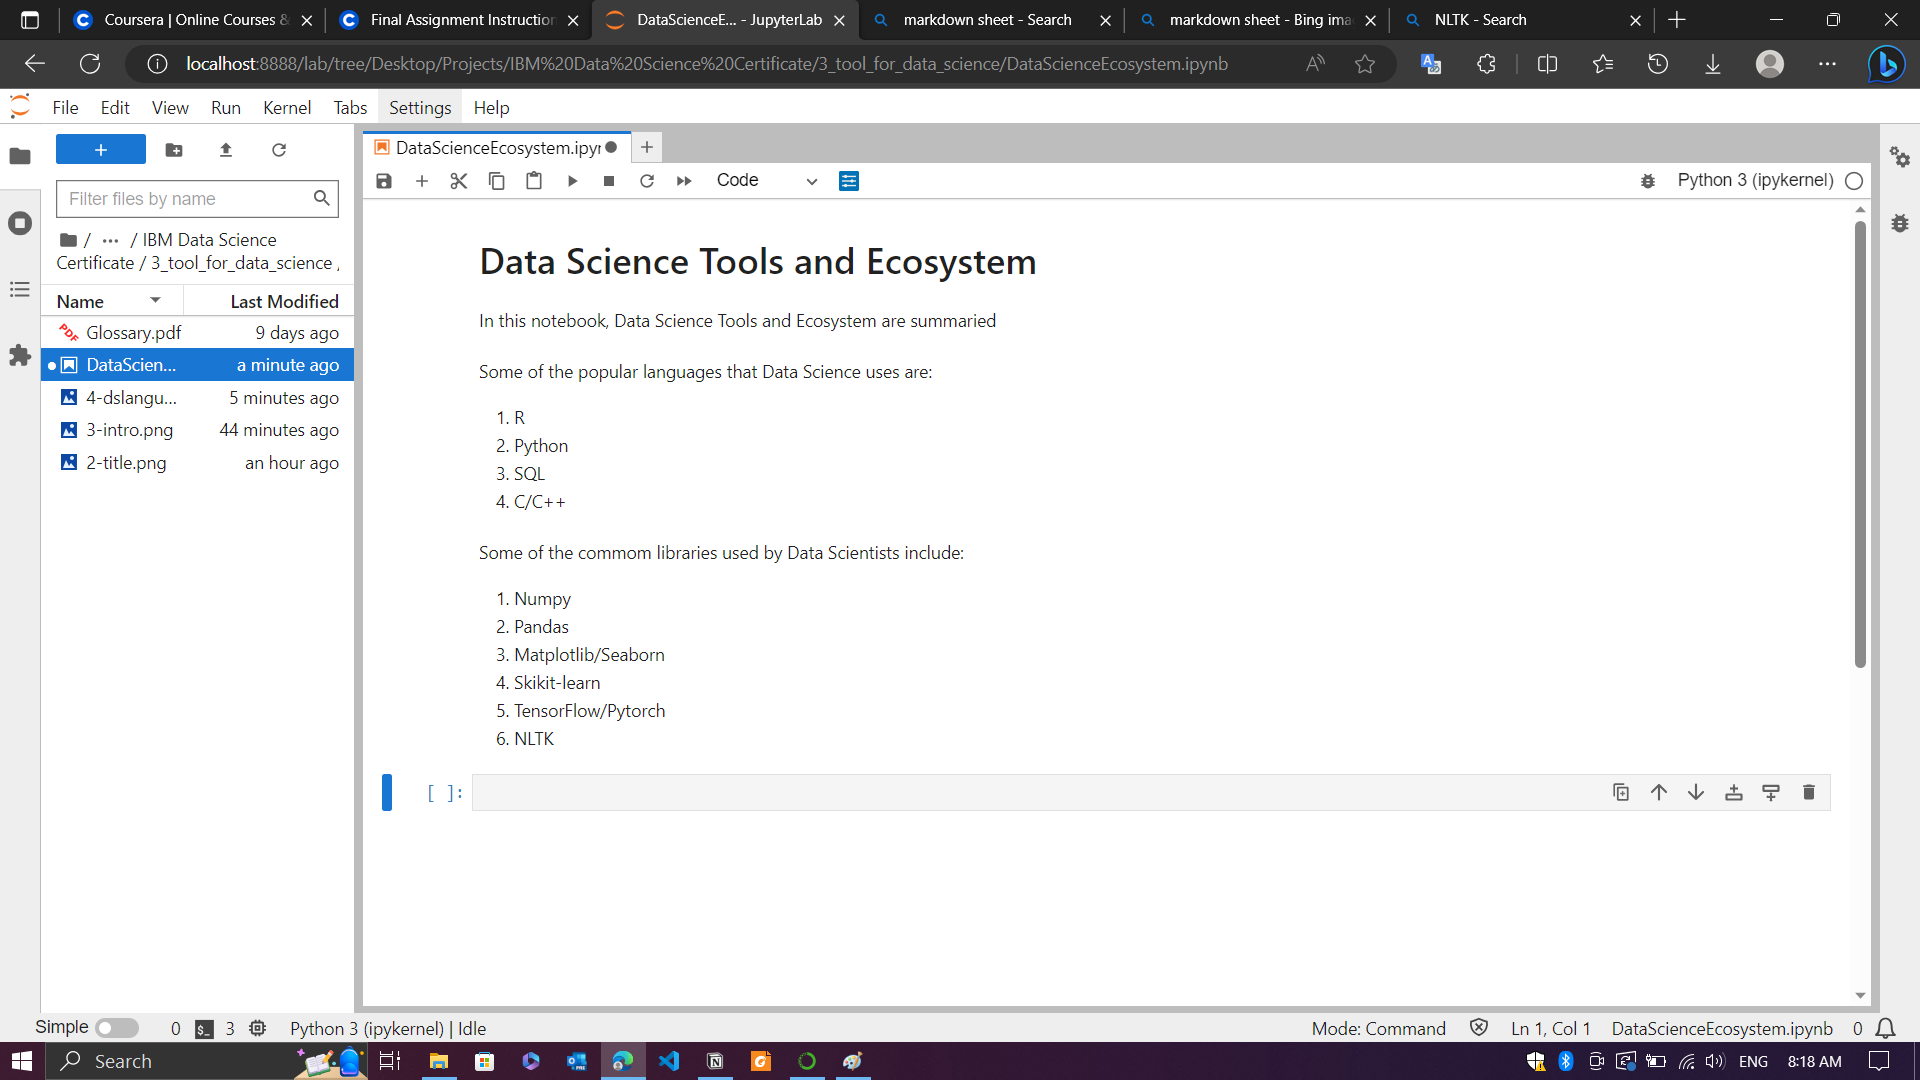 Coursera | Online Courses &
Final Assignment Instruction
DataScienceE... - JupyterLab
markdown sheet - Search
markdown sheet - Bing ima
NLTK - Search
localhost:8888/lab/tree/Desktop/Projects/IBM%20Data%20Science%20Certificate/3_tool_for_data_science/DataScienceEcosystem.ipynb
File Edit View Run Kernel Tabs Settings Help
DataScienceEcosystem.ipyr
Filter files by name
Code
Python 3 (ipykernel)
/ ... / IBM Data Science
Certificate / 3_tool_for_data_science /
Name Last Modified
Glossary.pdf 9 days ago
DataScien... a minute ago
4-dslangu... 5 minutes ago
3-intro.png 44 minutes ago
2-title.png an hour ago
Data Science Tools and Ecosystem
In this notebook, Data Science Tools and Ecosystem are summaried
Some of the popular languages that Data Science uses are:
1. R
2. Python
3. SQL
4. C/C++
Some of the commom libraries used by Data Scientists include:
1. Numpy
2. Pandas
3. Matplotlib/Seaborn
4. Skikit-learn
5. TensorFlow/Pytorch
6. NLTK
[ ]:
Simple 0 3 Python 3 (ipykernel) | Idle
Mode: Command Ln 1, Col 1 DataScienceEcosystem.ipynb 0
Search
ENG 8:18 AM